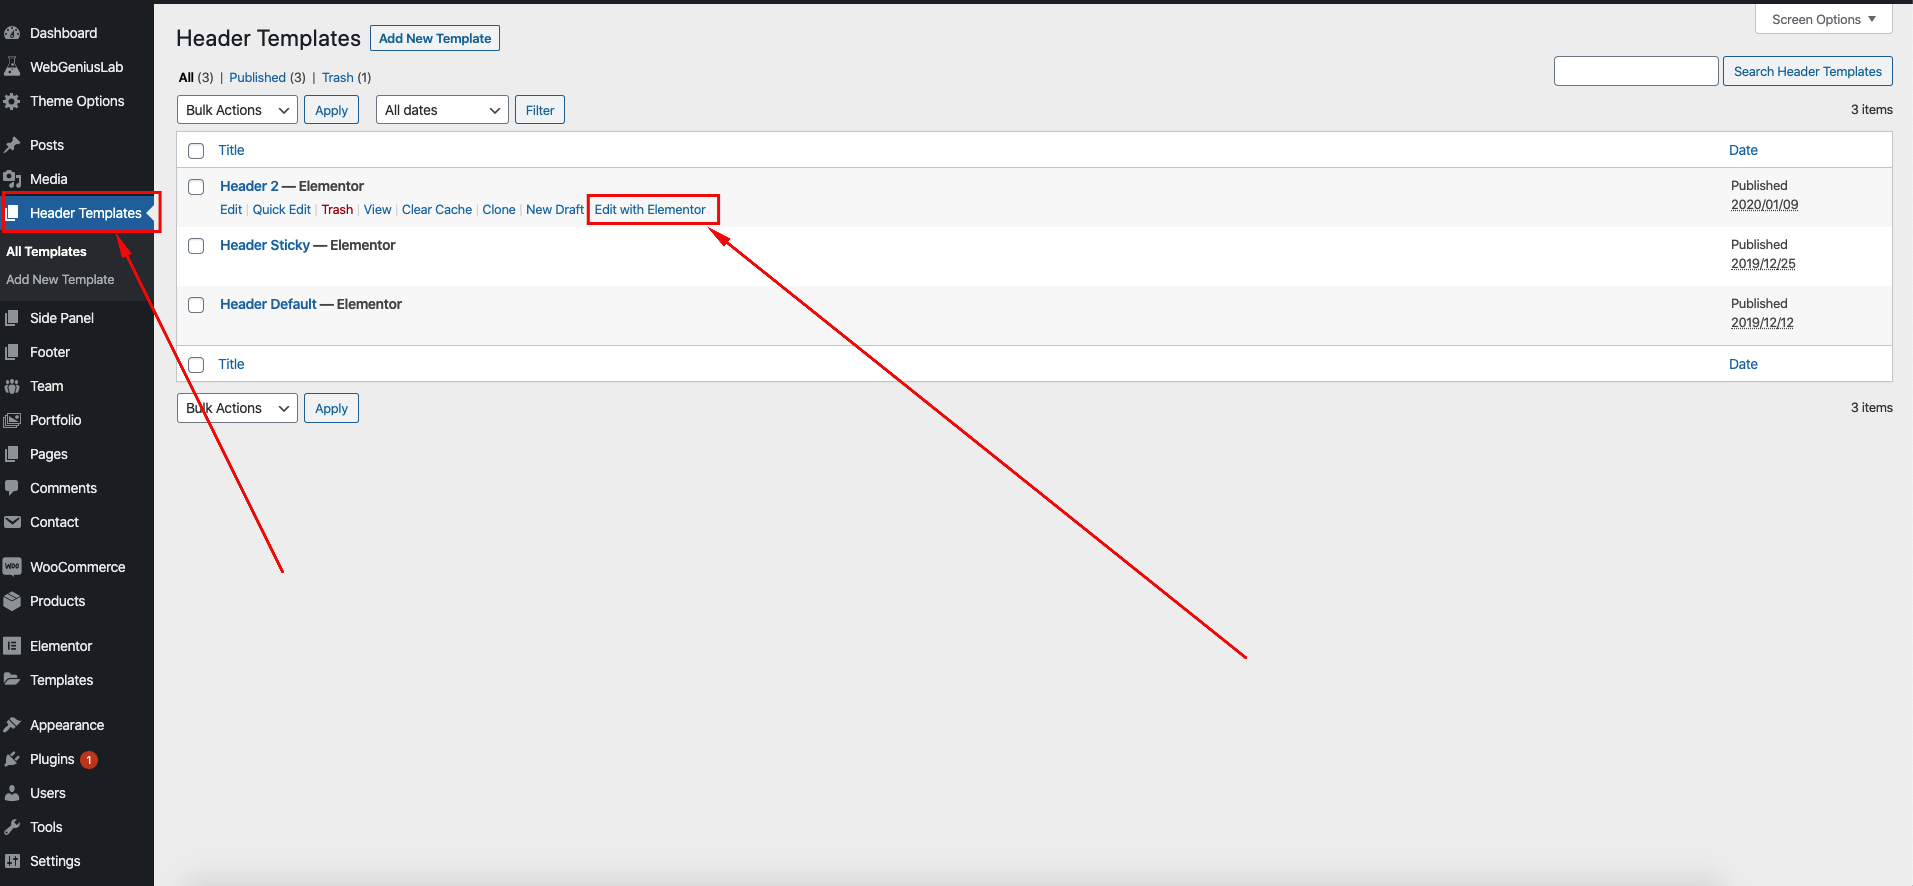 Screen Options
Dashboard
WebGeniusLab
Theme Options
Posts
Media
Header Templates
All Templates
Add New Template
Side Panel
Footer
Team
Portfolio
Pages
Comments
Contact
WooCommerce
Products
Elementor
Templates
Appearance
Plugins 1
Users
Tools
Settings
Header Templates Add New Template
All (3) | Published (3) | Trash (1)
Search Header Templates
Bulk Actions Apply All dates Filter 3 items
Title Date
Header 2 — Elementor Published
Edit | Quick Edit | Trash | View | Clear Cache | Clone | New Draft Edit with Elementor 2020/01/09
Header Sticky — Elementor Published
2019/12/25
Header Default — Elementor Published
2019/12/12
Title Date
Bulk Actions Apply 3 items